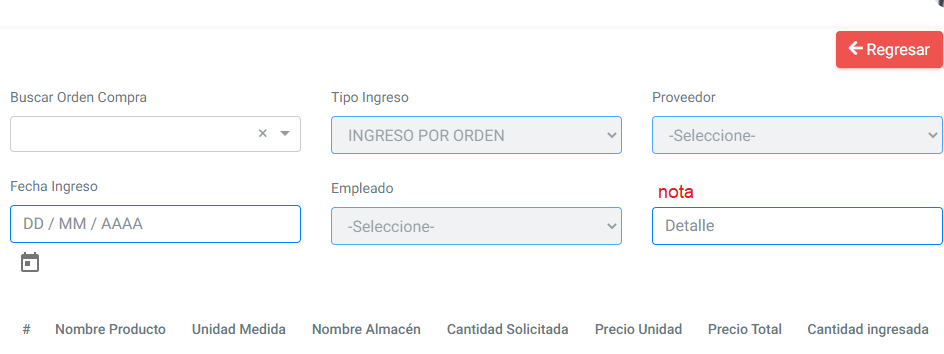 Regresar
Buscar Orden Compra
Tipo Ingreso
Proveedor
INGRESO POR ORDEN
-Seleccione-
Fecha Ingreso
Empleado
nota
DD / MM / AAAA
-Seleccione-
Detalle
# Nombre Producto Unidad Medida Nombre Almacén Cantidad Solicitada Precio Unidad Precio Total Cantidad ingresada